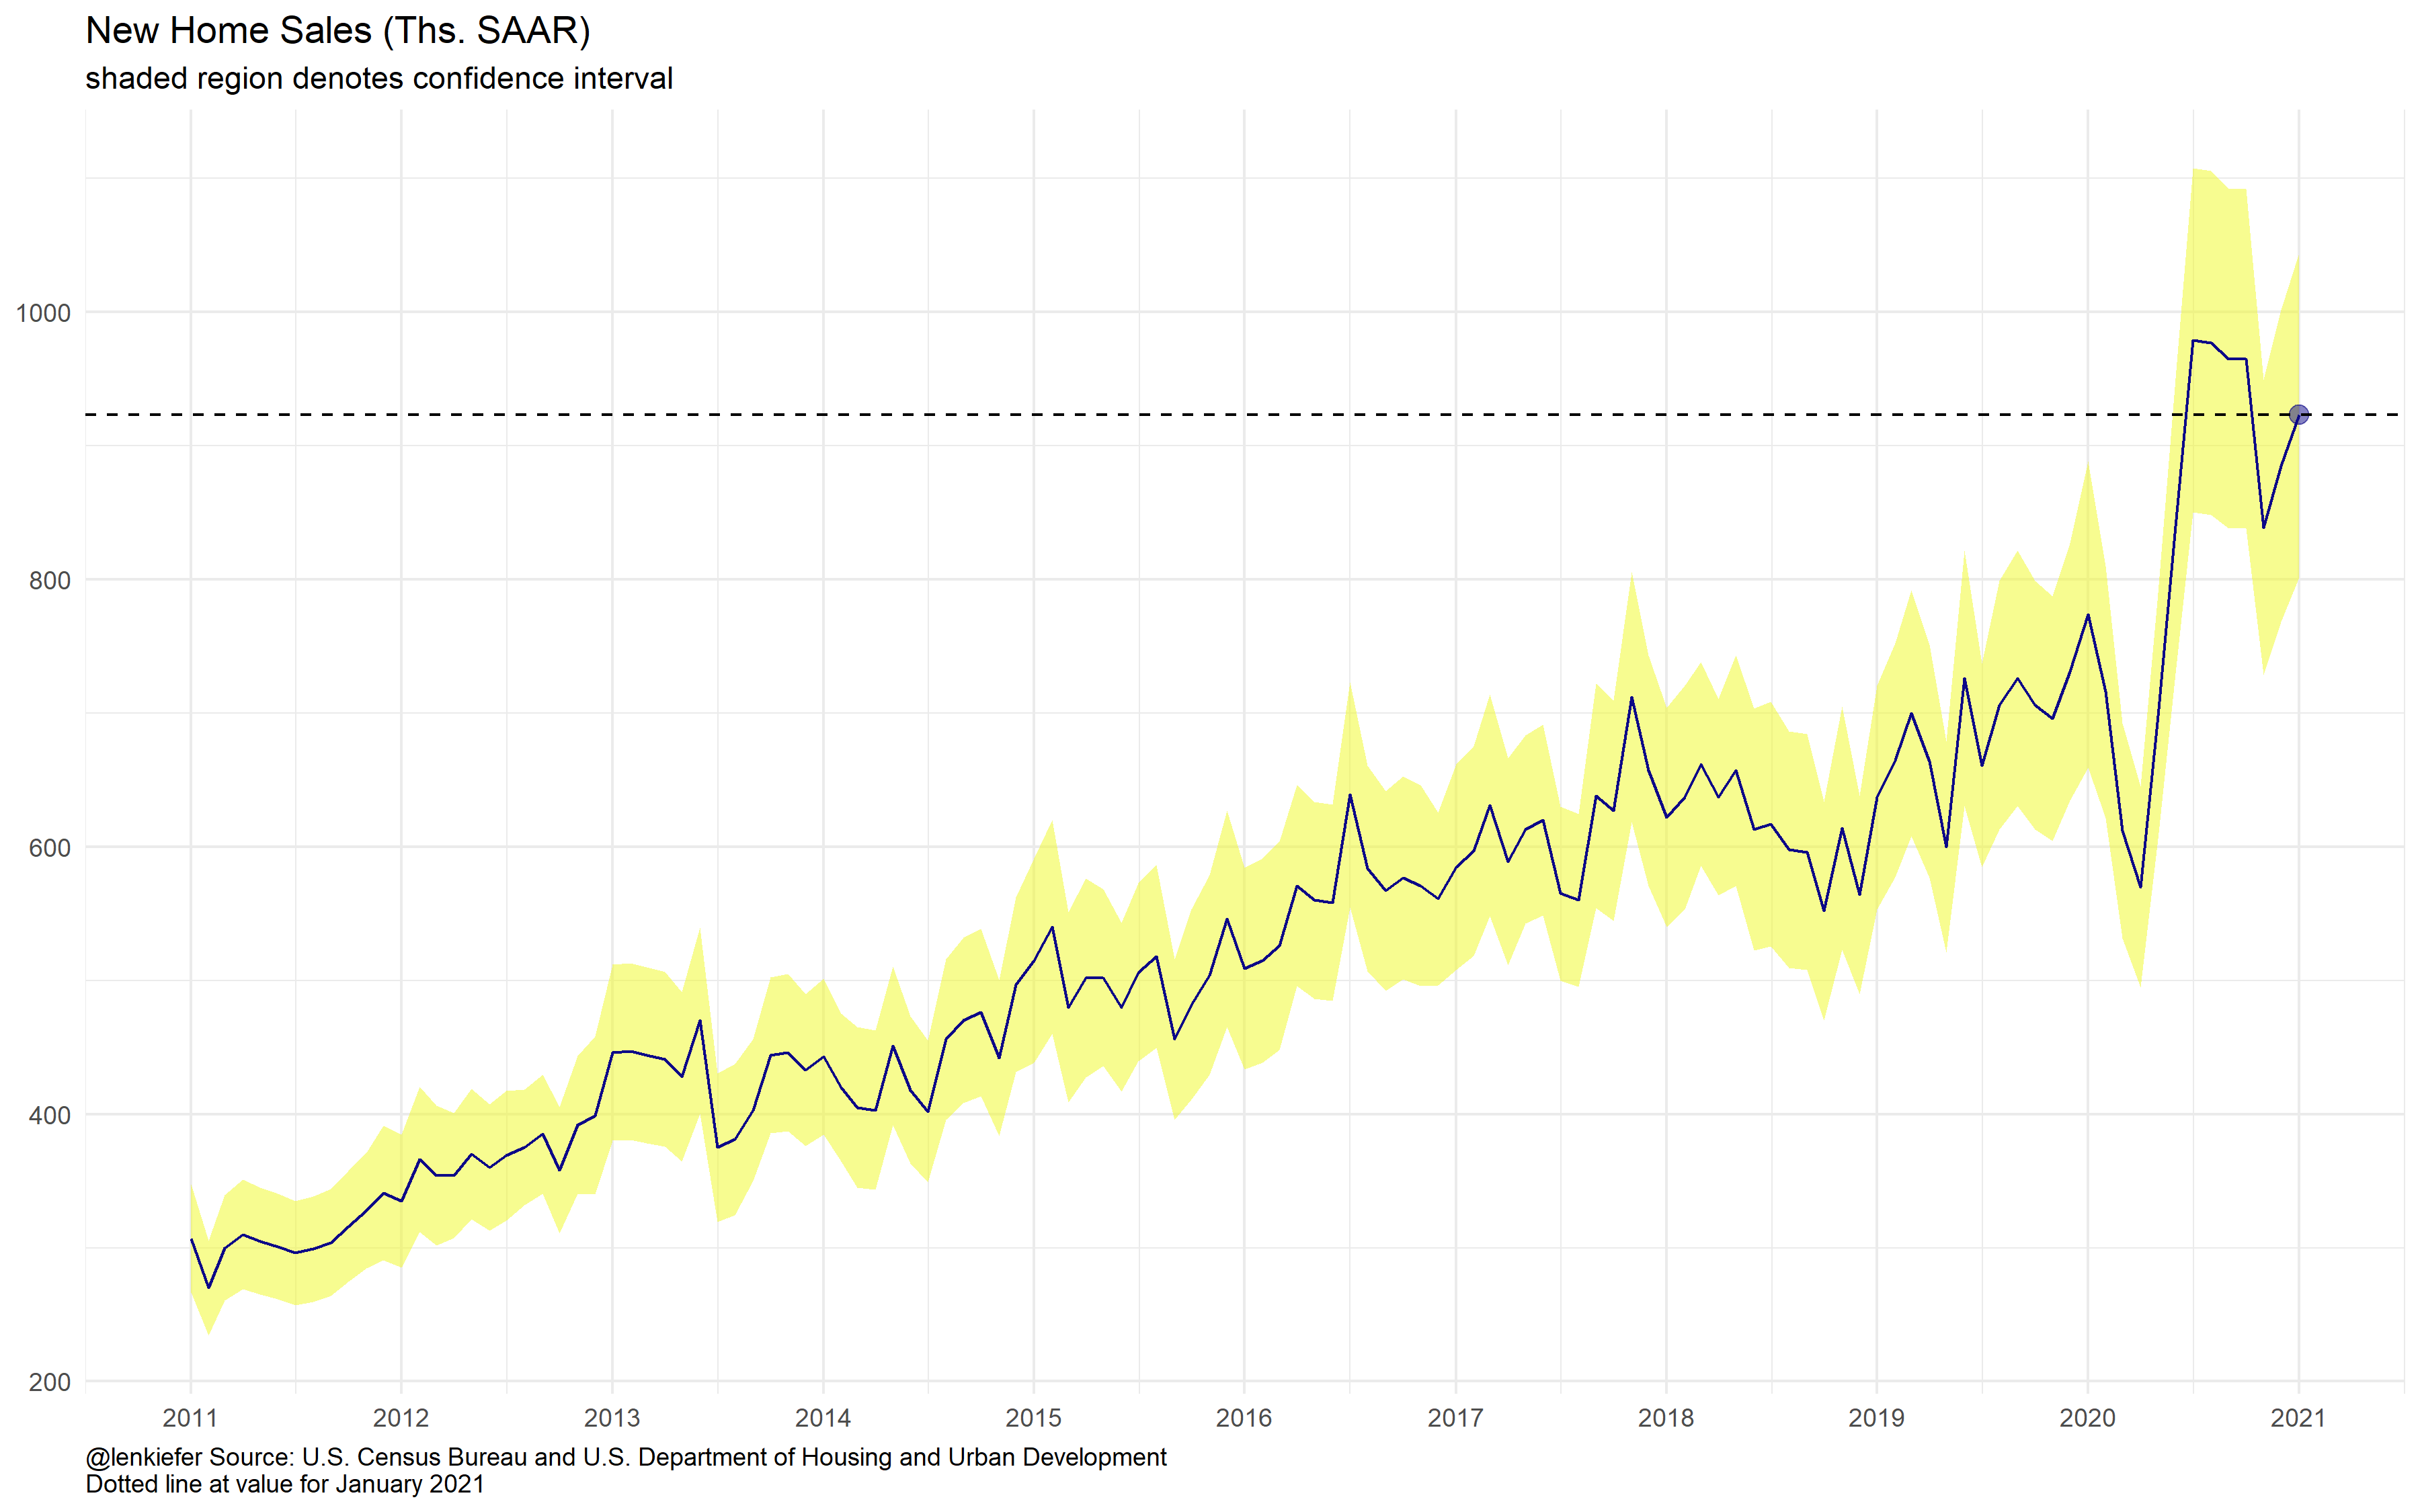 New Home Sales (Ths. SAAR)
shaded region denotes confidence interval
1000
800
600
400
200
2011 2012 2013 2014 2015 2016 2017 2018 2019 2020 2021
@lenkiefer Source: U.S. Census Bureau and U.S. Department of Housing and Urban Development
Dotted line at value for January 2021